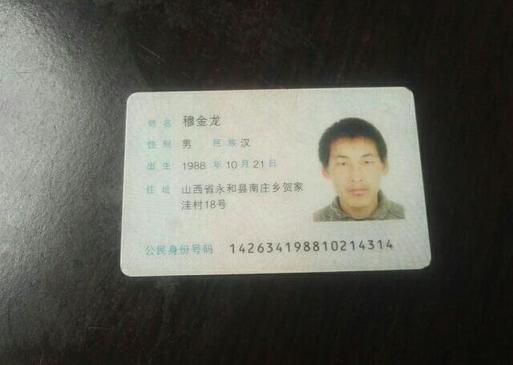 姓名 穆金龙
性别 男 民族 汉
出生 1988 年 10 月 21 日
住址 山西省永和县南庄乡贺家
洼村18号
公民身份号码 142634198810214314